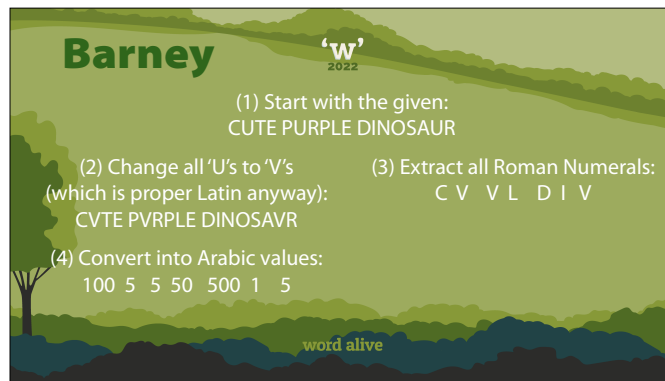 Barney
‘w’
2022
(1) Start with the given:
CUTE PURPLE DINOSAUR
(2) Change all ‘U’s to ‘V’s
(which is proper Latin anyway):
CVTE PVRPLE DINOSAVR
(3) Extract all Roman Numerals:
C V V L D I V
(4) Convert into Arabic values:
100 5 5 50 500 1 5
word alive